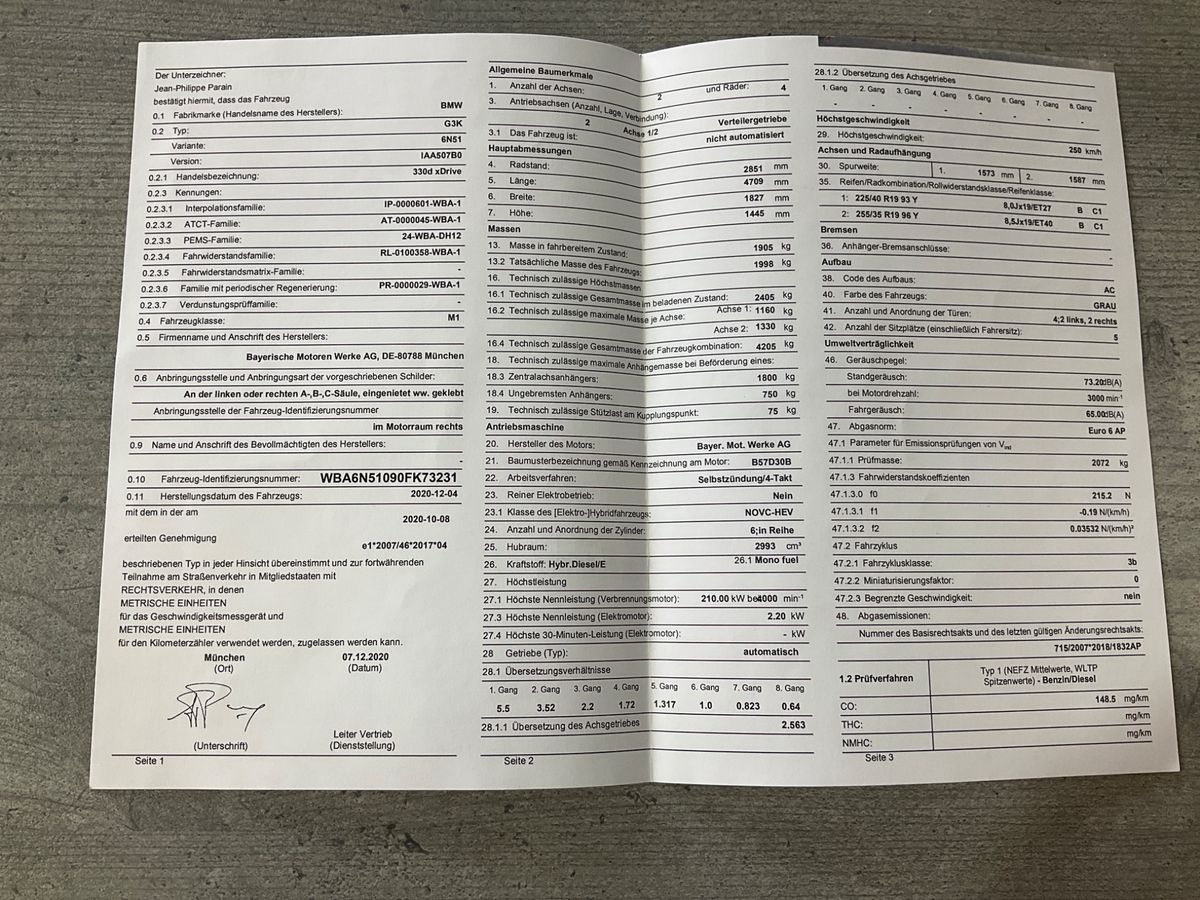 Der Unterzeichner:
Jean-Philippe Parain
bestätigt hiermit, dass das Fahrzeug
0.1 Fabrikmarke (Handelsname des Herstellers): BMW
0.2 Typ: G3K
Variante: 6N51
Version: IAA507B0
0.2.1 Handelsbezeichnung: 330d xDrive
0.2.3 Kennungen:
0.2.3.1 Interpolationsfamilie: IP-0000601-WBA-1
0.2.3.2 ATCT-Familie: AT-0000045-WBA-1
0.2.3.3 PEMS-Familie: 24-WBA-DH12
0.2.3.4 Fahrwiderstandsfamilie: RL-0100358-WBA-1
0.2.3.5 Fahrwiderstandsmatrix-Familie: -
0.2.3.6 Familie mit periodischer Regenerierung: PR-0000029-WBA-1
0.2.3.7 Verdunstungsprüffamilie: -
0.4 Fahrzeugklasse: M1
0.5 Firmenname und Anschrift des Herstellers:
Bayerische Motoren Werke AG, DE-80788 München
0.6 Anbringungsstelle und Anbringungsart der vorgeschriebenen Schilder:
An der linken oder rechten A-,B-,C-Säule, eingenietet ww. geklebt
Anbringungsstelle der Fahrzeug-Identifizierungsnummer
im Motorraum rechts
0.9 Name und Anschrift des Bevollmächtigten des Herstellers:
-
0.10 Fahrzeug-Identifizierungsnummer: WBA6N51090FK73231
0.11 Herstellungsdatum des Fahrzeugs: 2020-12-04
mit dem in der am
2020-10-08
erteilten Genehmigung
e1*2007/46*2017*04
beschriebenen Typ in jeder Hinsicht übereinstimmt und zur fortwährenden
Teilnahme am Straßenverkehr in Mitgliedstaaten mit
RECHTSVERKEHR, in denen
METRISCHE EINHEITEN
für das Geschwindigkeitsmessgerät und
METRISCHE EINHEITEN
für den Kilometerzähler verwendet werden, zugelassen werden kann.
München 07.12.2020
(Ort) (Datum)
Leiter Vertrieb
(Unterschrift) (Dienststellung)
Seite 1
Allgemeine Baumerkmale
1. Anzahl der Achsen: 2 und Räder: 4
3. Antriebsachsen (Anzahl, Lage, Verbindung):
2 Achse 1/2 Verteilergetriebe
3.1 Das Fahrzeug ist: nicht automatisiert
Hauptabmessungen
4. Radstand: 2851 mm
5. Länge: 4709 mm
6. Breite: 1827 mm
7. Höhe: 1445 mm
Massen
13. Masse in fahrbereitem Zustand: 1905 kg
13.2 Tatsächliche Masse des Fahrzeugs: 1998 kg
16. Technisch zulässige Höchstmassen
16.1 Technisch zulässige Gesamtmasse im beladenen Zustand: 2405 kg
16.2 Technisch zulässige maximale Masse je Achse: Achse 1: 1160 kg
Achse 2: 1330 kg
16.4 Technisch zulässige Gesamtmasse der Fahrzeugkombination: 4205 kg
18. Technisch zulässige maximale Anhängemasse bei Beförderung eines:
18.3 Zentralachsanhängers: 1800 kg
18.4 Ungebremsten Anhängers: 750 kg
19. Technisch zulässige Stützlast am Kupplungspunkt: 75 kg
Antriebsmaschine
20. Hersteller des Motors: Bayer. Mot. Werke AG
21. Baumusterbezeichnung gemäß Kennzeichnung am Motor: B57D30B
22. Arbeitsverfahren: Selbstzündung/4-Takt
23. Reiner Elektrobetrieb: Nein
23.1 Klasse des [Elektro-]Hybridfahrzeugs: NOVC-HEV
24. Anzahl und Anordnung der Zylinder: 6;in Reihe
25. Hubraum: 2993 cm³
26. Kraftstoff: Hybr.Diesel/E 26.1 Mono fuel
27. Höchstleistung
27.1 Höchste Nennleistung (Verbrennungsmotor): 210.00 kW bei 4000 min⁻¹
27.3 Höchste Nennleistung (Elektromotor): 2.20 kW
27.4 Höchste 30-Minuten-Leistung (Elektromotor): - kW
28 Getriebe (Typ): automatisch
28.1 Übersetzungsverhältnisse
1. Gang 2. Gang 3. Gang 4. Gang 5. Gang 6. Gang 7. Gang 8. Gang
5.5 3.52 2.2 1.72 1.317 1.0 0.823 0.64
28.1.1 Übersetzung des Achsgetriebes 2.563
Seite 2
28.1.2 Übersetzung des Achsgetriebes
1. Gang 2. Gang 3. Gang 4. Gang 5. Gang 6. Gang 7. Gang 8. Gang
- - - - - - - -
Höchstgeschwindigkeit
29. Höchstgeschwindigkeit: 250 km/h
Achsen und Radaufhängung
30. Spurweite: 1. 1573 mm 2. 1587 mm
35. Reifen/Radkombination/Rollwiderstandsklasse/Reifenklasse:
1: 225/40 R19 93 Y 8,0Jx19/ET27 B C1
2: 255/35 R19 96 Y 8,5Jx19/ET40 B C1
Bremsen
36. Anhänger-Bremsanschlüsse: -
Aufbau
38. Code des Aufbaus: AC
40. Farbe des Fahrzeugs: GRAU
41. Anzahl und Anordnung der Türen: 4;2 links, 2 rechts
42. Anzahl der Sitzplätze (einschließlich Fahrersitz): 5
Umweltverträglichkeit
46. Geräuschpegel:
Standgeräusch: 73.20dB(A)
bei Motordrehzahl: 3000 min⁻¹
Fahrgeräusch: 65.00dB(A)
47. Abgasnorm: Euro 6 AP
47.1 Parameter für Emissionsprüfungen von Vind
47.1.1 Prüfmasse: 2072 kg
47.1.3 Fahrwiderstandskoeffizienten
47.1.3.0 f0 215.2 N
47.1.3.1 f1 -0.19 N/(km/h)
47.1.3.2 f2 0.03532 N/(km/h)²
47.2 Fahrzyklus
47.2.1 Fahrzyklusklasse: 3b
47.2.2 Miniaturisierungsfaktor: 0
47.2.3 Begrenzte Geschwindigkeit: nein
48. Abgasemissionen:
Nummer des Basisrechtsakts und des letzten gültigen Änderungsrechtsakts:
715/2007*2018/1832AP
1.2 Prüfverfahren Typ 1 (NEFZ Mittelwerte, WLTP
Spitzenwerte) - Benzin/Diesel
CO: 148.5 mg/km
THC: mg/km
NMHC: mg/km
Seite 3